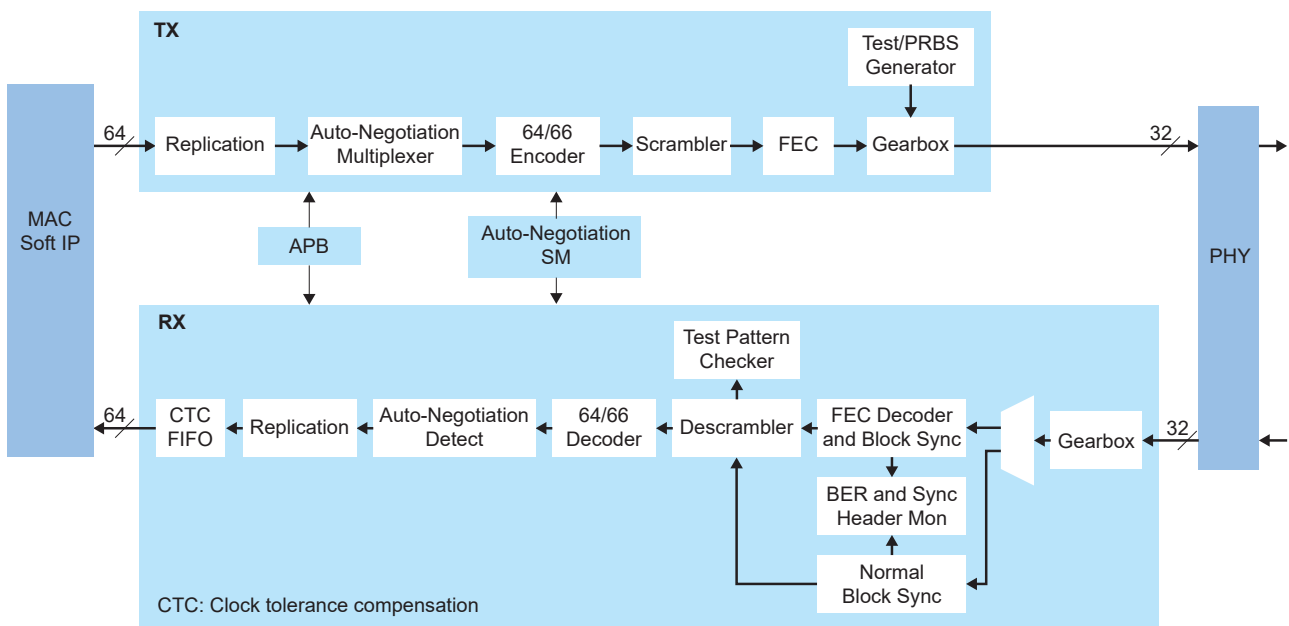 TX
Test/PRBS
Generator
64
Replication
Auto-Negotiation
Multiplexer
64/66
Encoder
Scrambler
FEC
Gearbox
32
MAC
Soft IP
APB
Auto-Negotiation
SM
PHY
RX
Test Pattern
Checker
64
CTC
FIFO
Replication
Auto-Negotiation
Detect
64/66
Decoder
Descrambler
FEC Decoder
and Block Sync
Gearbox
32
BER and Sync
Header Mon
Normal
Block Sync
CTC: Clock tolerance compensation